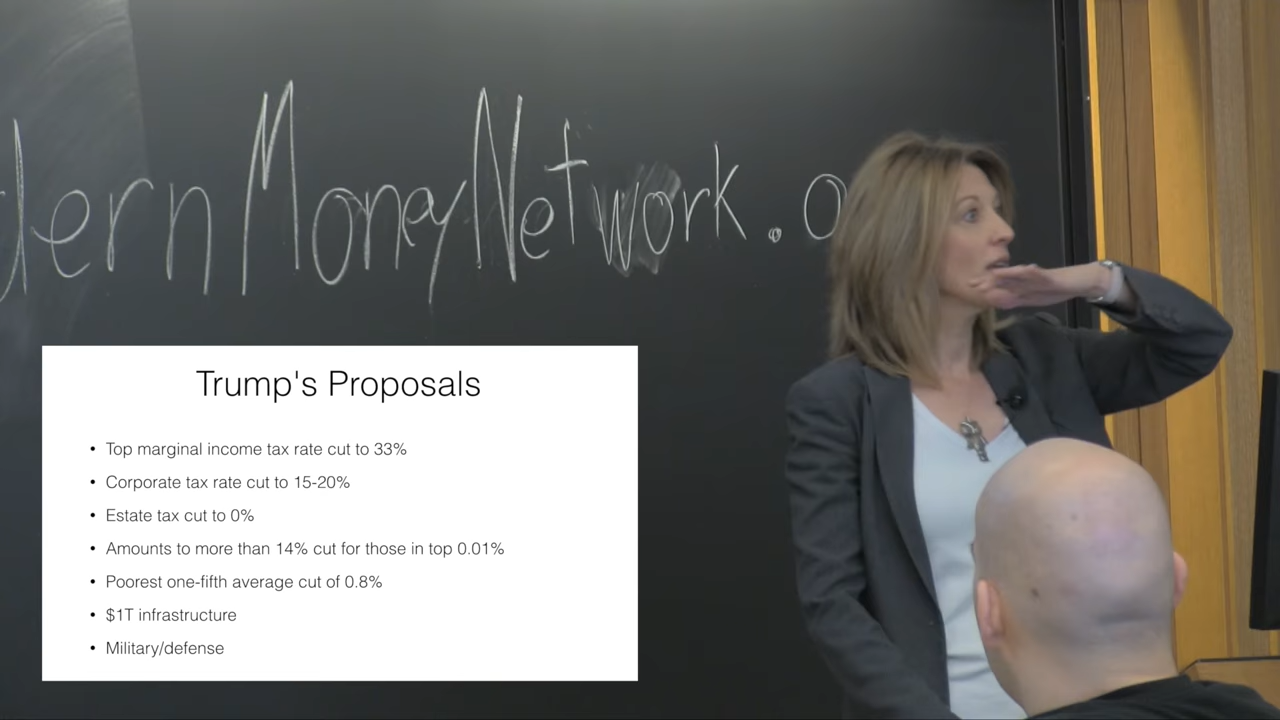 dernMoneyNetwork.o
Trump's Proposals
• Top marginal income tax rate cut to 33%
• Corporate tax rate cut to 15-20%
• Estate tax cut to 0%
• Amounts to more than 14% cut for those in top 0.01%
• Poorest one-fifth average cut of 0.8%
• $1T infrastructure
• Military/defense